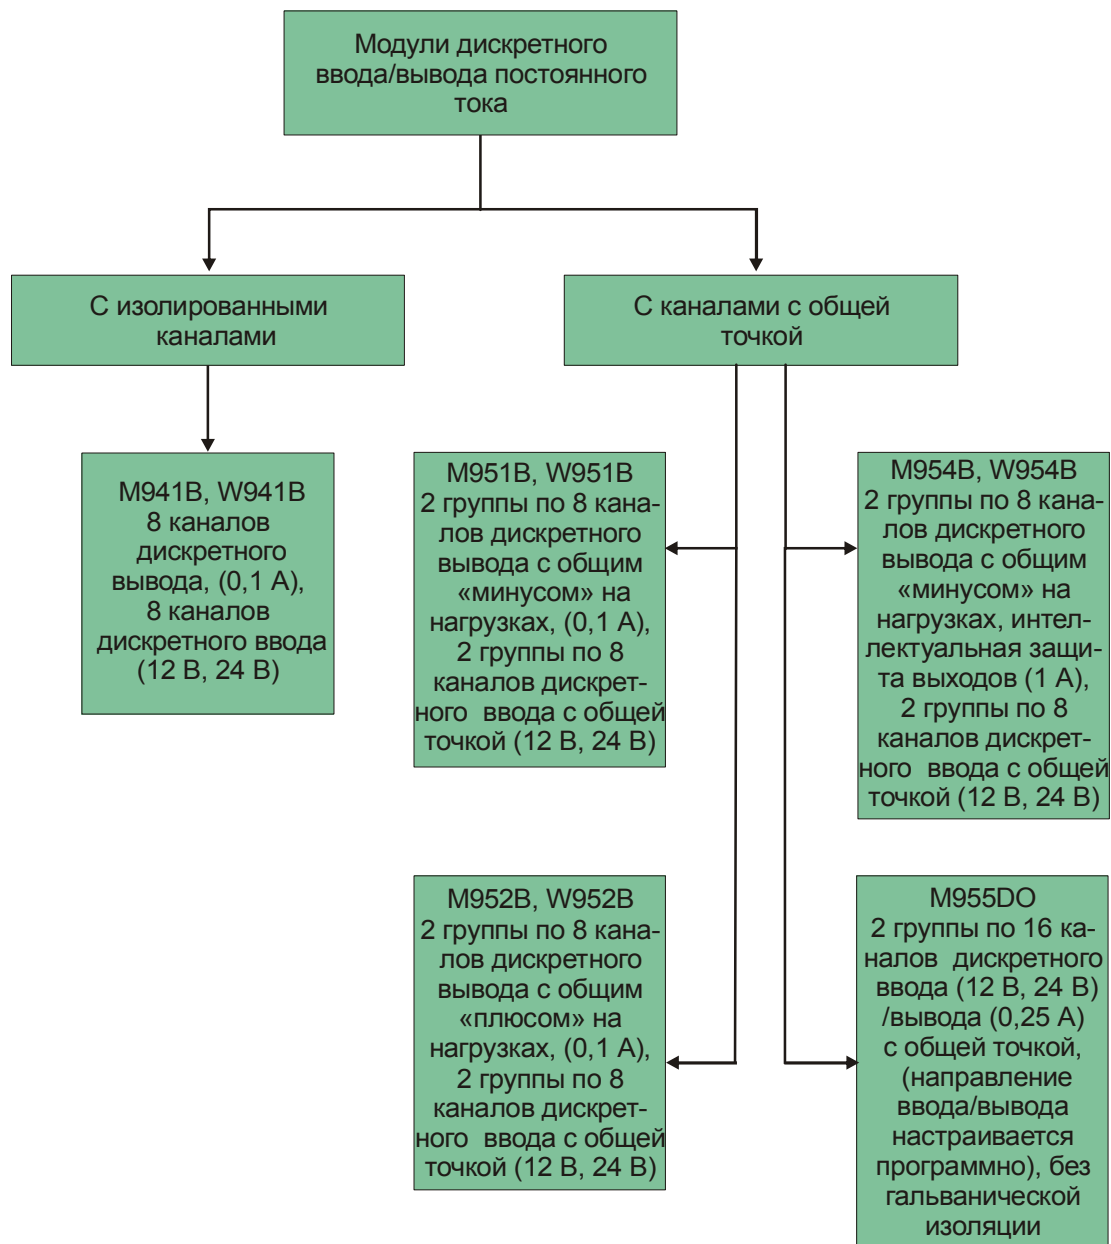 Модули дискретного
ввода/вывода постоянного
тока
С изолированными
каналами
С каналами с общей
точкой
M941B, W941B
8 каналов
дискретного
вывода, (0,1 А),
8 каналов
дискретного ввода
(12 В, 24 В)
M951B, W951B
2 группы по 8 кана-
лов дискретного
вывода с общим
«минусом» на
нагрузках, (0,1 А),
2 группы по 8
каналов дискрет-
ного ввода с общей
точкой (12 В, 24 В)
M954B, W954B
2 группы по 8 кана-
лов дискретного
вывода с общим
«минусом» на
нагрузках, интел-
лектуальная защи-
та выходов (1 А),
2 группы по 8
каналов дискрет-
ного ввода с общей
точкой (12 В, 24 В)
M952B, W952B
2 группы по 8 кана-
лов дискретного
вывода с общим
«плюсом» на
нагрузках, (0,1 А),
2 группы по 8
каналов дискрет-
ного ввода с общей
точкой (12 В, 24 В)
M955DO
2 группы по 16 ка-
налов дискретного
ввода (12 В, 24 В)
/вывода (0,25 А)
с общей точкой,
(направление
ввода/вывода
настраивается
программно), без
гальванической
изоляции